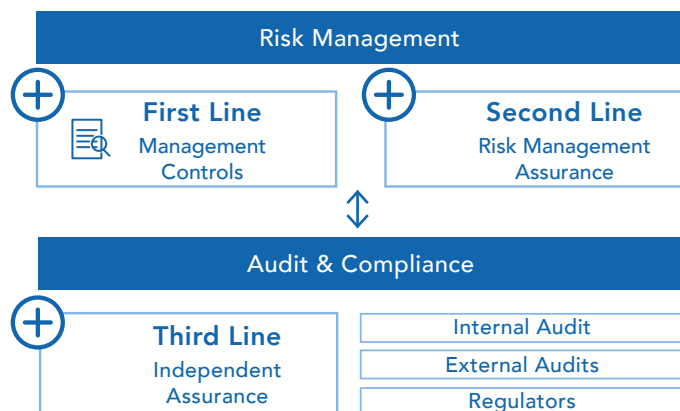 Risk Management
First Line
Management
Controls
Second Line
Risk Management
Assurance
Audit & Compliance
Third Line
Independent
Assurance
Internal Audit
External Audits
Regulators